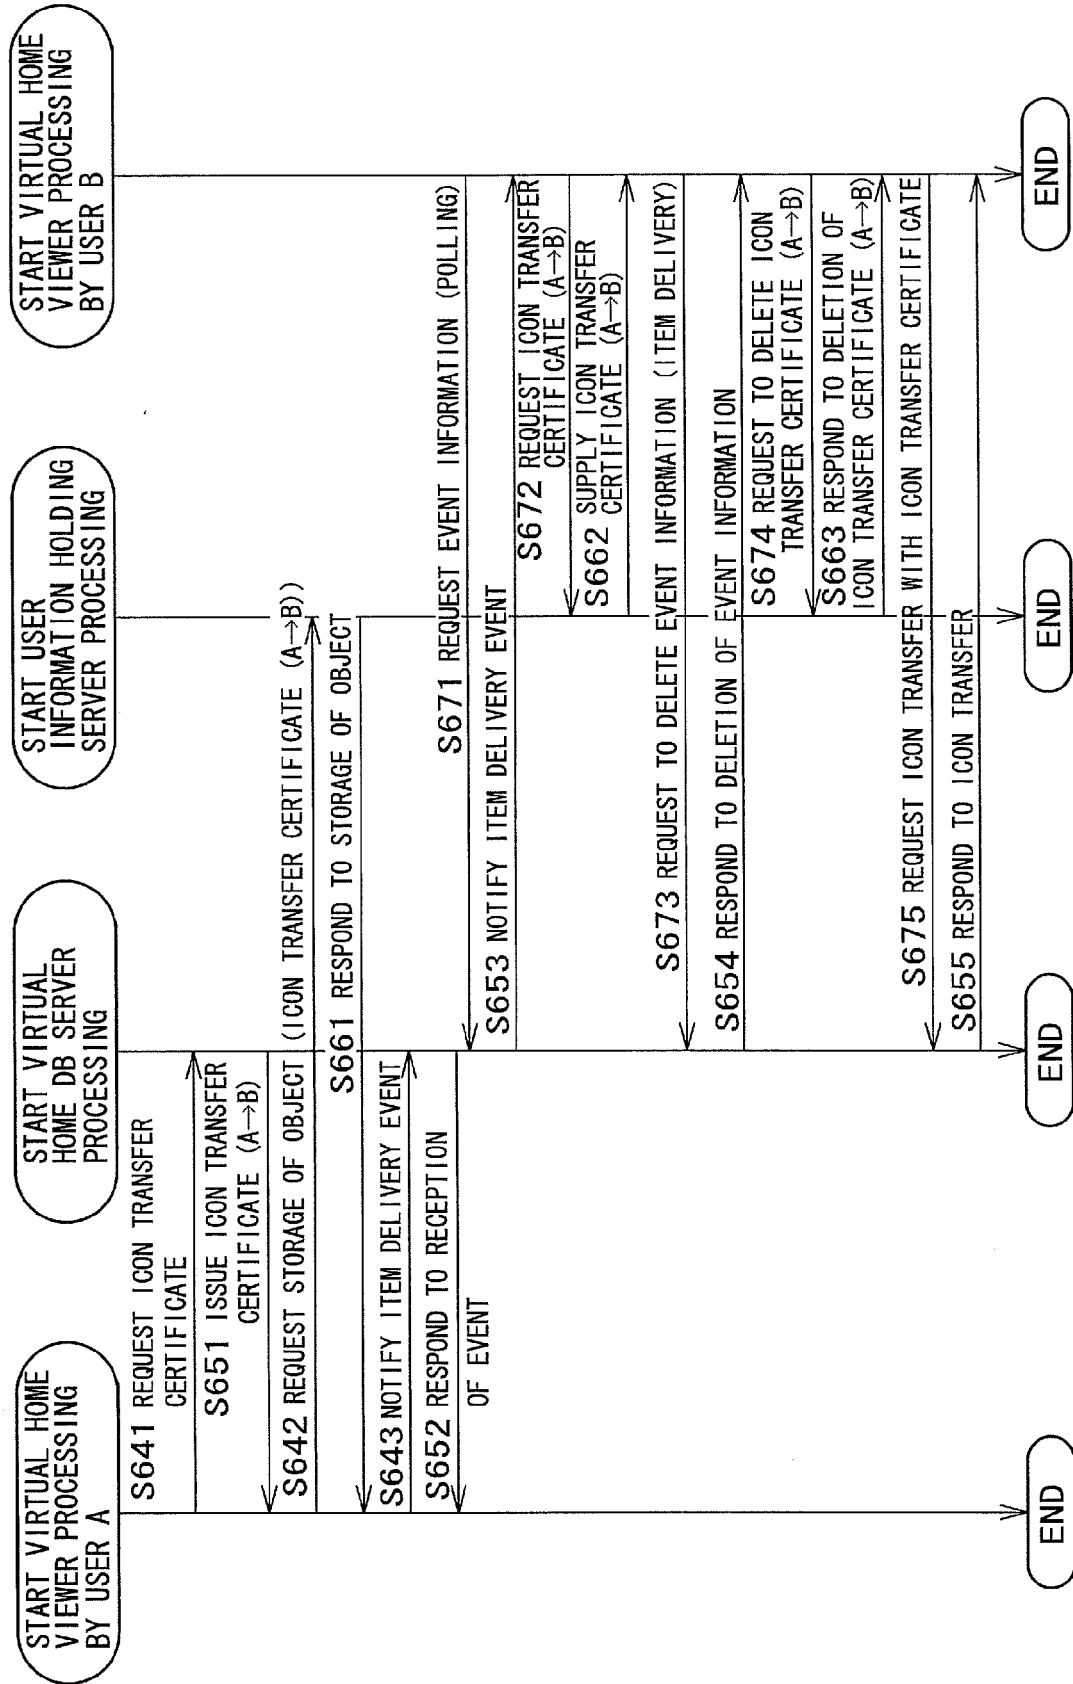 START VIRTUAL HOME
VIEWER PROCESSING
BY USER A
START VIRTUAL
HOME DB SERVER
PROCESSING
START USER
INFORMATION HOLDING
SERVER PROCESSING
START VIRTUAL HOME
VIEWER PROCESSING
BY USER B
S641 REQUEST ICON TRANSFER
CERTIFICATE
S651 ISSUE ICON TRANSFER
CERTIFICATE (A→B)
S642 REQUEST STORAGE OF OBJECT (ICON TRANSFER CERTIFICATE (A→B))
S661 RESPOND TO STORAGE OF OBJECT
S643 NOTIFY ITEM DELIVERY EVENT
S652 RESPOND TO RECEPTION
OF EVENT
S671 REQUEST EVENT INFORMATION (POLLING)
S653 NOTIFY ITEM DELIVERY EVENT
S672 REQUEST ICON TRANSFER
CERTIFICATE (A→B)
S662 SUPPLY ICON TRANSFER
CERTIFICATE (A→B)
S673 REQUEST TO DELETE EVENT INFORMATION (ITEM DELIVERY)
S654 RESPOND TO DELETION OF EVENT INFORMATION
S674 REQUEST TO DELETE ICON
TRANSFER CERTIFICATE (A→B)
S663 RESPOND TO DELETION OF
ICON TRANSFER CERTIFICATE (A→B)
S675 REQUEST ICON TRANSFER WITH ICON TRANSFER CERTIFICATE
S655 RESPOND TO ICON TRANSFER
END
END
END
END